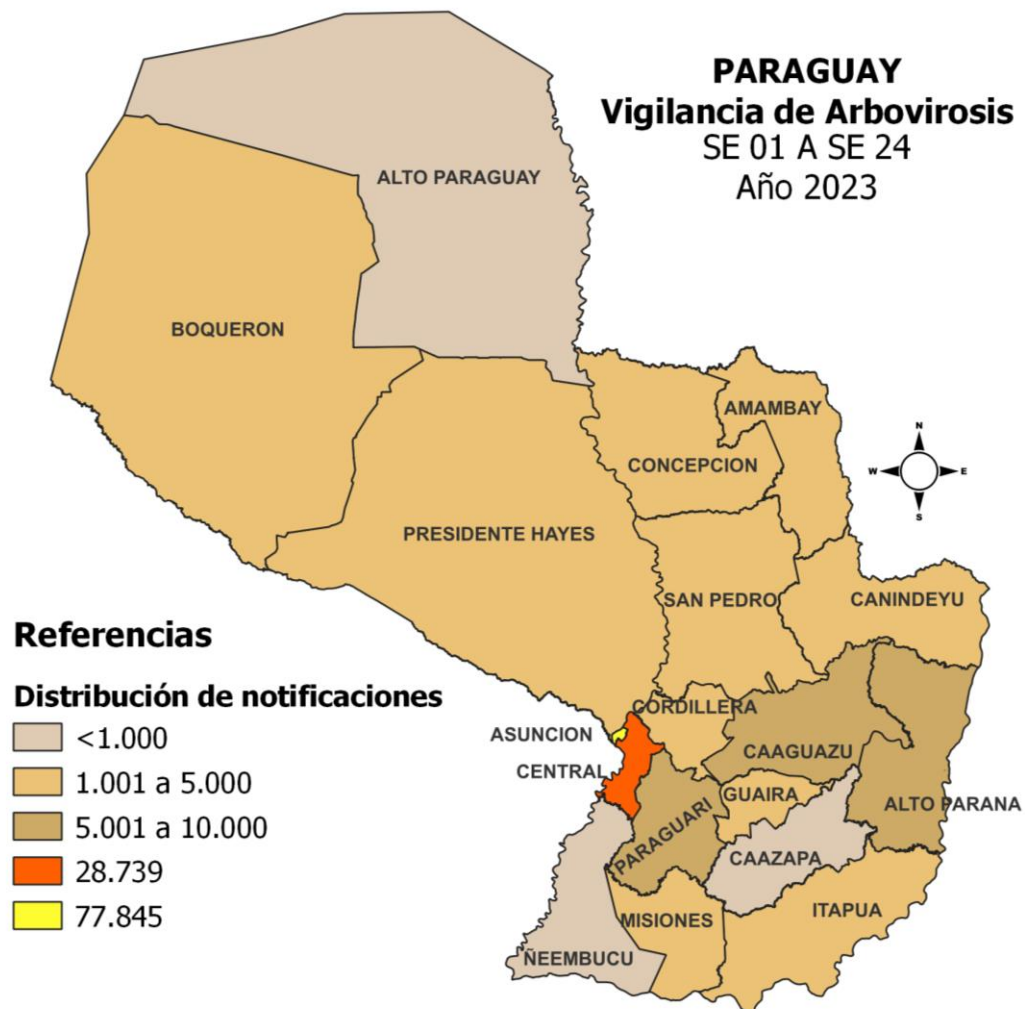 PARAGUAY
Vigilancia de Arbovirosis
SE 01 A SE 24
Año 2023
ALTO PARAGUAY
BOQUERON
AMAMBAY
CONCEPCION
N
W E
S
PRESIDENTE HAYES
SAN PEDRO
CANINDEYU
Referencias
Distribución de notificaciones
<1.000
1.001 a 5.000
5.001 a 10.000
28.739
77.845
CORDILLERA
ASUNCION
CAAGUAZU
CENTRAL
GUAIRA
ALTO PARANA
PARAGUARI
CAAZAPA
ITAPUA
MISIONES
ÑEEMBUCU